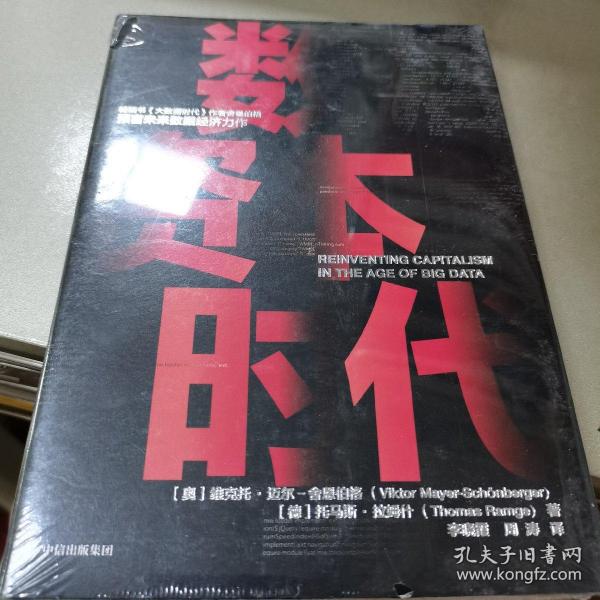 数据
畅销书《大数据时代》作者舍恩伯格
预言未来数据经济力作
资本
REINVENTING CAPITALISM
IN THE AGE OF BIG DATA
时代
[奥] 维克托·迈尔-舍恩伯格 (Viktor Mayer-Schönberger)
[德] 托马斯·拉姆什 (Thomas Ramge) 著
李晓霞 周涛 译
中信出版集团
孔夫子旧书网
www.kongfz.com